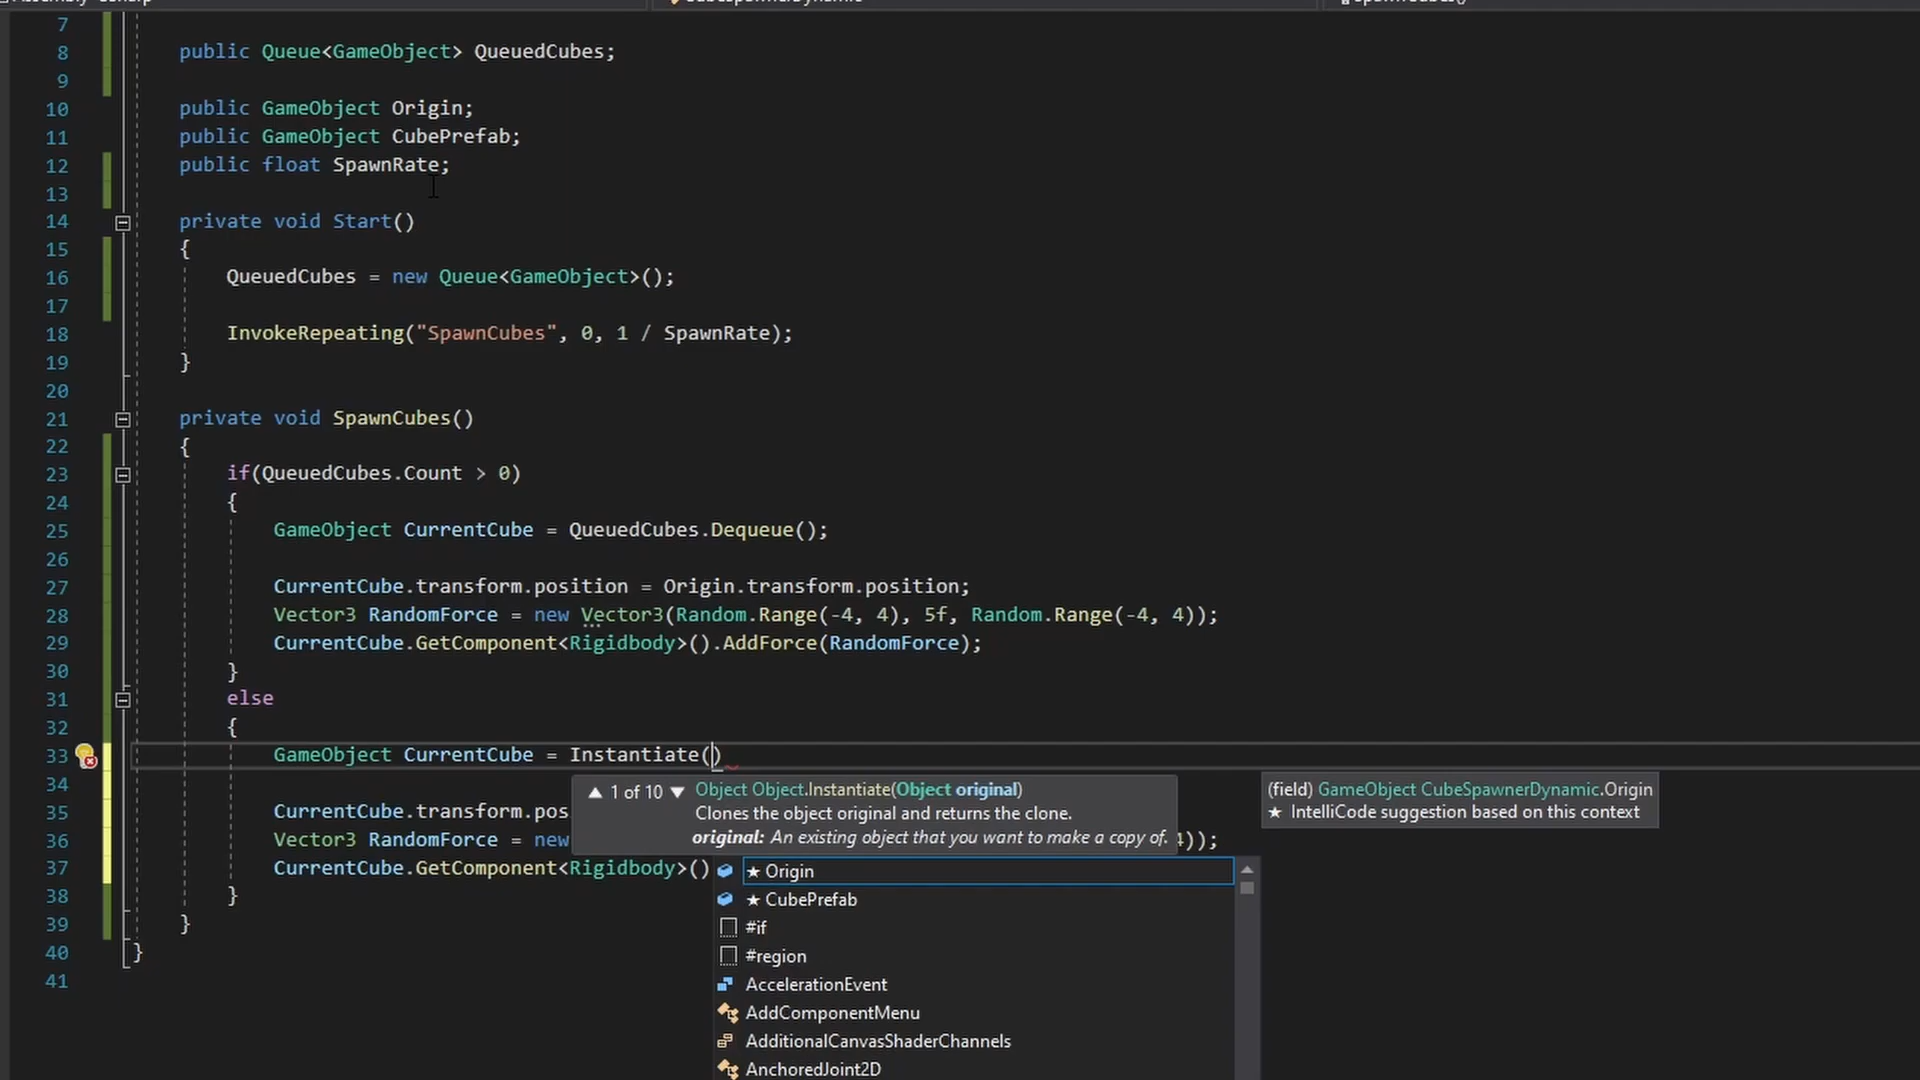 7
8 public Queue<GameObject> QueuedCubes;
9
10 public GameObject Origin;
11 public GameObject CubePrefab;
12 public float SpawnRate;
13
14 private void Start()
15 {
16 QueuedCubes = new Queue<GameObject>();
17
18 InvokeRepeating("SpawnCubes", 0, 1 / SpawnRate);
19 }
20
21 private void SpawnCubes()
22 {
23 if(QueuedCubes.Count > 0)
24 {
25 GameObject CurrentCube = QueuedCubes.Dequeue();
26
27 CurrentCube.transform.position = Origin.transform.position;
28 Vector3 RandomForce = new Vector3(Random.Range(-4, 4), 5f, Random.Range(-4, 4));
29 CurrentCube.GetComponent<Rigidbody>().AddForce(RandomForce);
30 }
31 else
32 {
33 GameObject CurrentCube = Instantiate()
34
1 of 10 Object Object.Instantiate(Object original)
Clones the object original and returns the clone.
original: An existing object that you want to make a copy of.
(field) GameObject CubeSpawnerDynamic.Origin
★ IntelliCode suggestion based on this context
35 CurrentCube.transform.pos
36 Vector3 RandomForce = new 4));
37 CurrentCube.GetComponent<Rigidbody>()
38 }
39 }
40 }
41
★ Origin
★ CubePrefab
#if
#region
AccelerationEvent
AddComponentMenu
AdditionalCanvasShaderChannels
AnchoredJoint2D